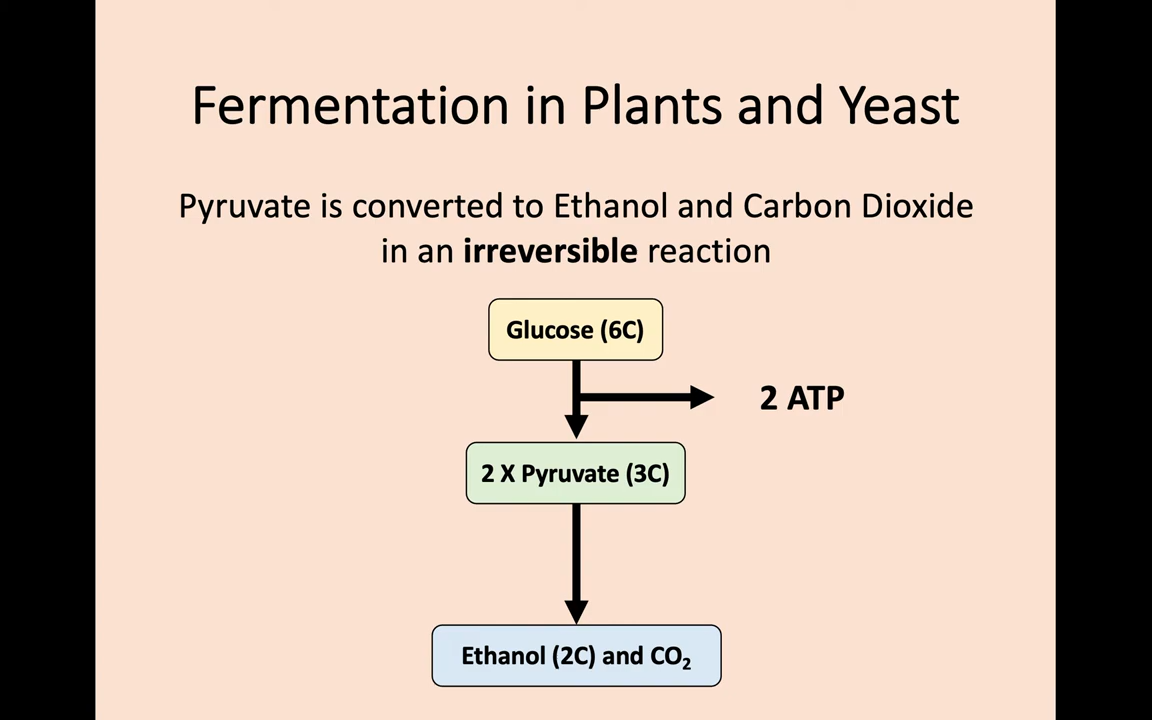 Fermentation in Plants and Yeast
Pyruvate is converted to Ethanol and Carbon Dioxide
in an irreversible reaction
Glucose (6C)
2 ATP
2 X Pyruvate (3C)
Ethanol (2C) and CO₂